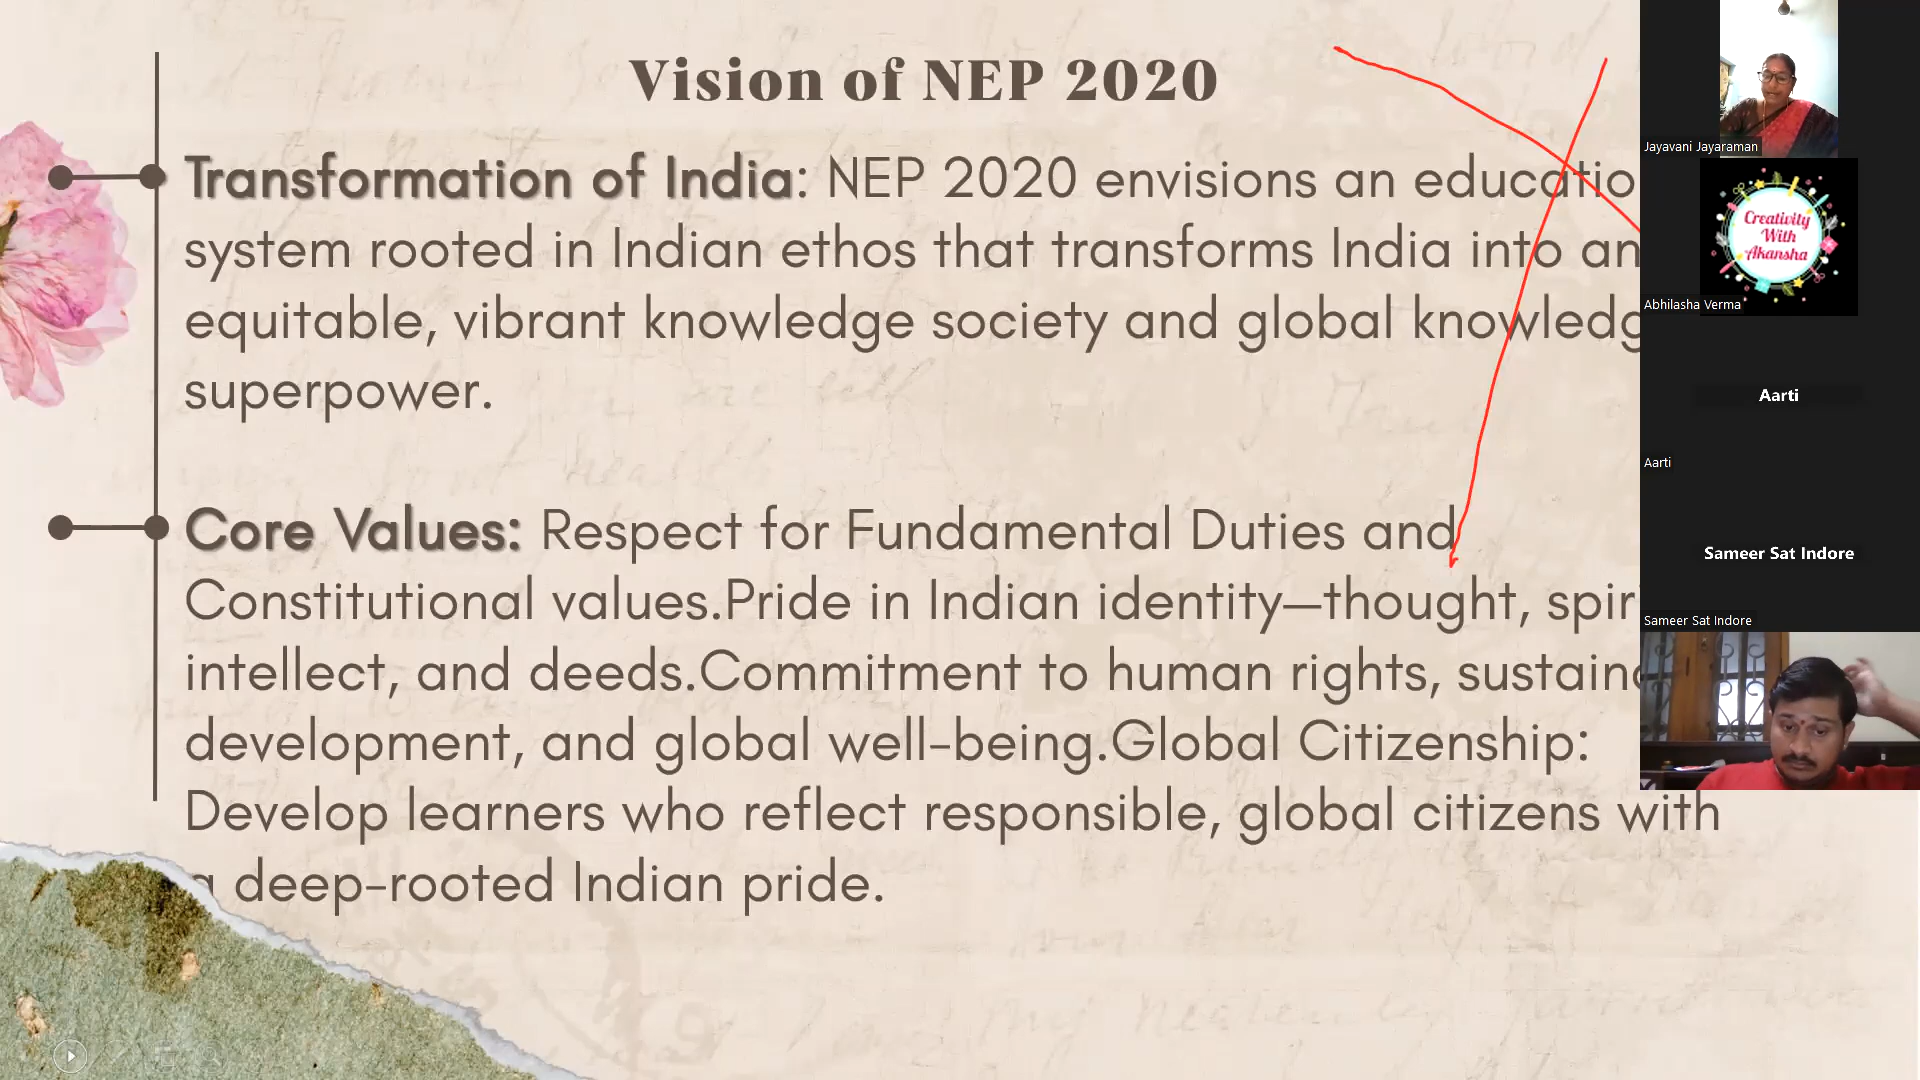 Vision of NEP 2020
Transformation of India: NEP 2020 envisions an educatio
system rooted in Indian ethos that transforms India into an
equitable, vibrant knowledge society and global knowledg
superpower.
Core Values: Respect for Fundamental Duties and
Constitutional values.Pride in Indian identity—thought, spir
intellect, and deeds.Commitment to human rights, sustaina
development, and global well-being.Global Citizenship:
Develop learners who reflect responsible, global citizens with
a deep-rooted Indian pride.
Jayavani Jayaraman
Creativity
With
Akansha
Abhilasha Verma
Aarti
Aarti
Sameer Sat Indore
Sameer Sat Indore